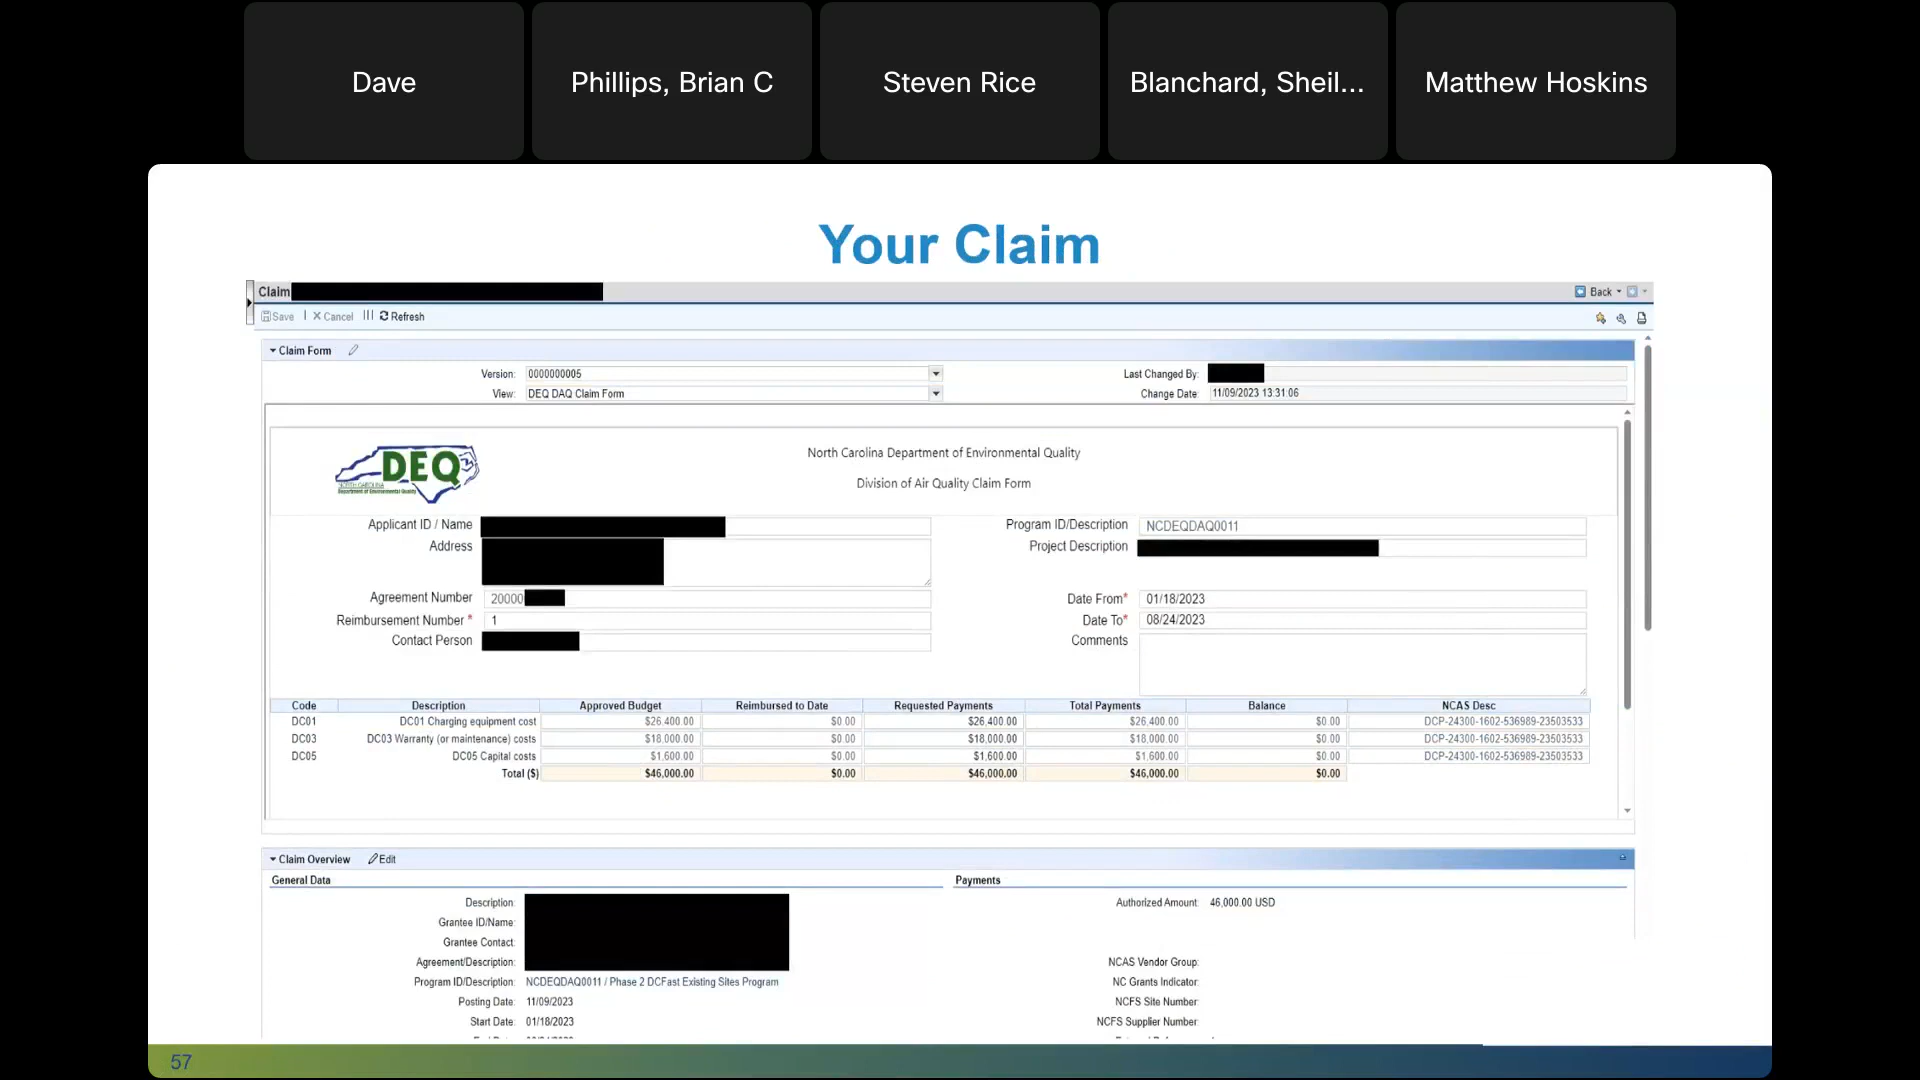 Dave
Phillips, Brian C
Steven Rice
Blanchard, Sheil...
Matthew Hoskins
Your Claim
Claim
Back
Save | Cancel Refresh
Claim Form
Version: 0000000005 Last Changed By:
View: DEQ DAQ Claim Form Change Date: 11/09/2023 13:31:06
DEQ
NORTH CAROLINA
Department of Environmental Quality
North Carolina Department of Environmental Quality
Division of Air Quality Claim Form
Applicant ID / Name Program ID/Description NCDEQDAQ0011
Address Project Description
Agreement Number 20000 Date From* 01/18/2023
Reimbursement Number * 1 Date To* 08/24/2023
Contact Person Comments
Code Description Approved Budget Reimbursed to Date Requested Payments Total Payments Balance NCAS Desc
DC01 DC01 Charging equipment cost $26,400.00 $0.00 $26,400.00 $26,400.00 $0.00 DCP-24300-1602-536989-23503533
DC03 DC03 Warranty (or maintenance) costs $18,000.00 $0.00 $18,000.00 $18,000.00 $0.00 DCP-24300-1602-536989-23503533
DC05 DC05 Capital costs $1,600.00 $0.00 $1,600.00 $1,600.00 $0.00 DCP-24300-1602-536989-23503533
Total ($) $46,000.00 $0.00 $46,000.00 $46,000.00 $0.00
Claim Overview Edit
General Data Payments
Description: Authorized Amount: 46,000.00 USD
Grantee ID/Name:
Grantee Contact:
Agreement/Description: NCAS Vendor Group:
Program ID/Description: NCDEQDAQ0011 / Phase 2 DCFast Existing Sites Program NC Grants Indicator:
Posting Date: 11/09/2023 NCFS Site Number:
Start Date: 01/18/2023 NCFS Supplier Number:
57